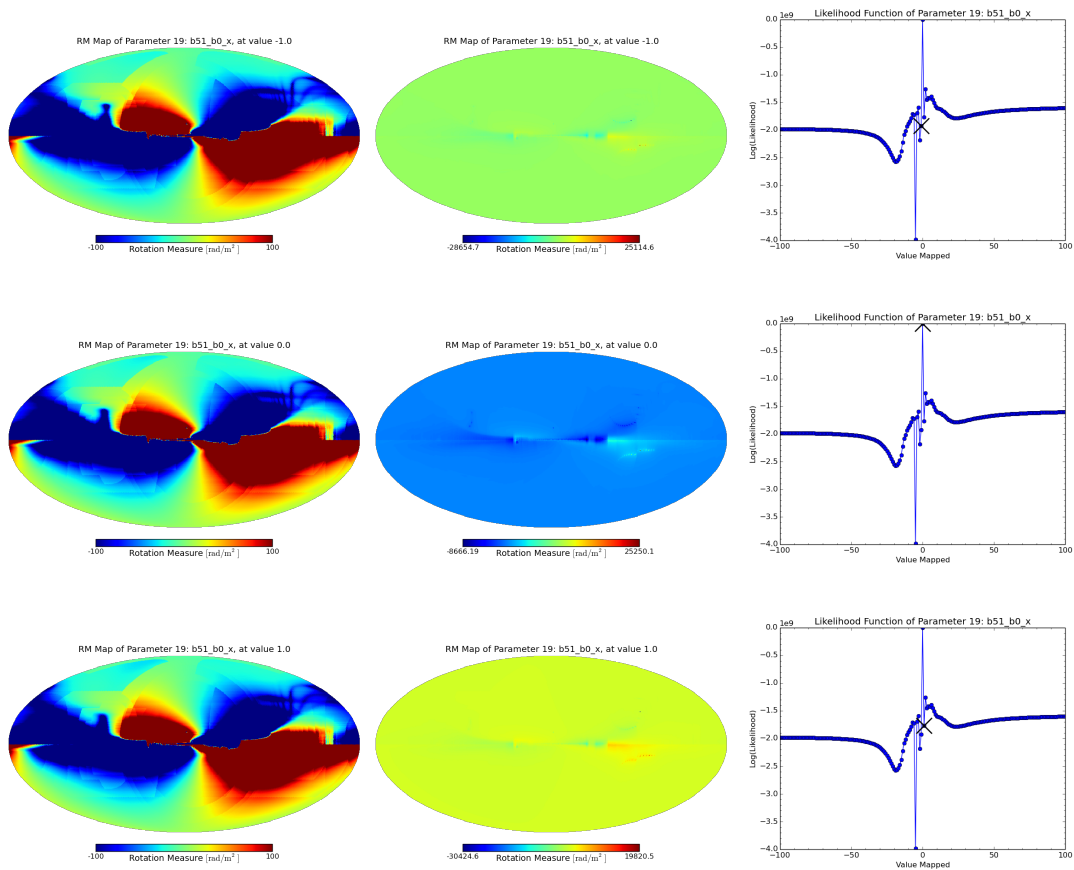 RM Map of Parameter 19: b51_b0_x, at value -1.0
-100 100
Rotation Measure [rad/m²]
RM Map of Parameter 19: b51_b0_x, at value -1.0
-28654.7 25114.6
Rotation Measure [rad/m²]
Likelihood Function of Parameter 19: b51_b0_x
1e9
0.0
−0.5
−1.0
−1.5
−2.0
−2.5
−3.0
−3.5
−4.0
Log(Likelihood)
−100 −50 0 50 100
Value Mapped
RM Map of Parameter 19: b51_b0_x, at value 0.0
-100 100
Rotation Measure [rad/m²]
RM Map of Parameter 19: b51_b0_x, at value 0.0
-8666.19 25250.1
Rotation Measure [rad/m²]
Likelihood Function of Parameter 19: b51_b0_x
1e9
0.0
−0.5
−1.0
−1.5
−2.0
−2.5
−3.0
−3.5
−4.0
Log(Likelihood)
−100 −50 0 50 100
Value Mapped
RM Map of Parameter 19: b51_b0_x, at value 1.0
-100 100
Rotation Measure [rad/m²]
RM Map of Parameter 19: b51_b0_x, at value 1.0
-30424.6 19820.5
Rotation Measure [rad/m²]
Likelihood Function of Parameter 19: b51_b0_x
1e9
0.0
−0.5
−1.0
−1.5
−2.0
−2.5
−3.0
−3.5
−4.0
Log(Likelihood)
−100 −50 0 50 100
Value Mapped